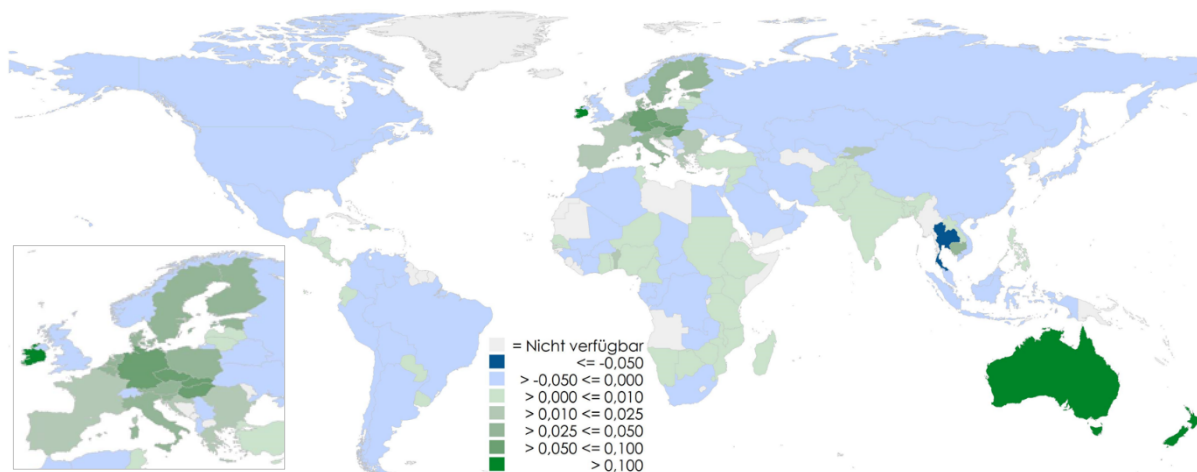 = Nicht verfügbar
<= -0,050
> -0,050 <= 0,000
> 0,000 <= 0,010
> 0,010 <= 0,025
> 0,025 <= 0,050
> 0,050 <= 0,100
> 0,100